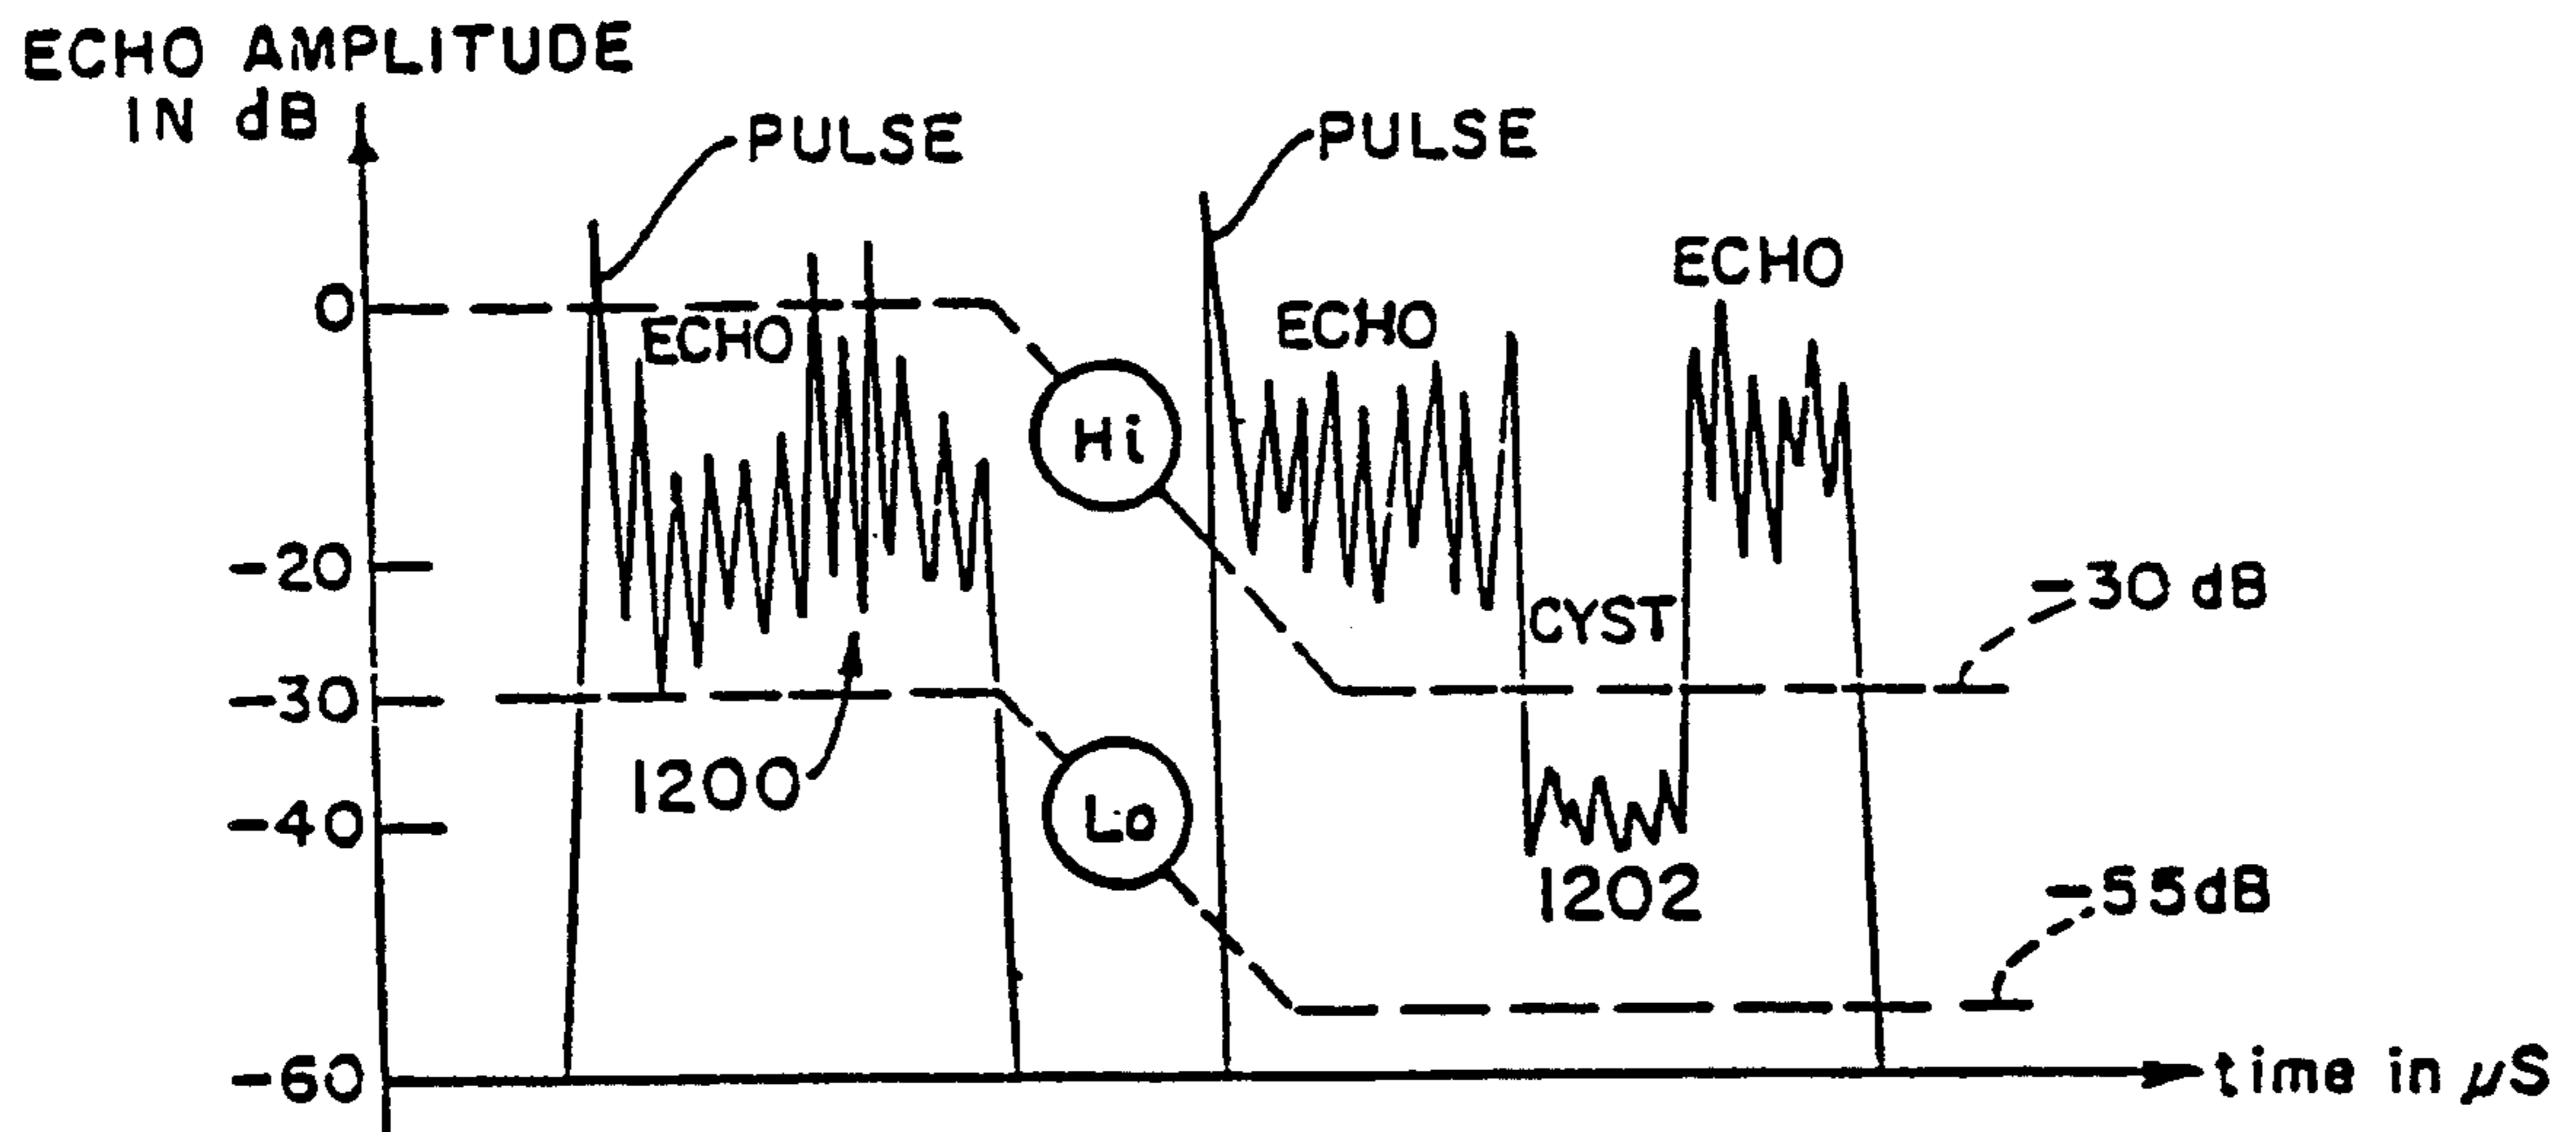 ECHO AMPLITUDE
IN dB
PULSE
PULSE
ECHO
ECHO
ECHO
0
Hi
-20
-30 dB
CYST
-30
1200
Lo
-40
1202
-55dB
-60
time in µS